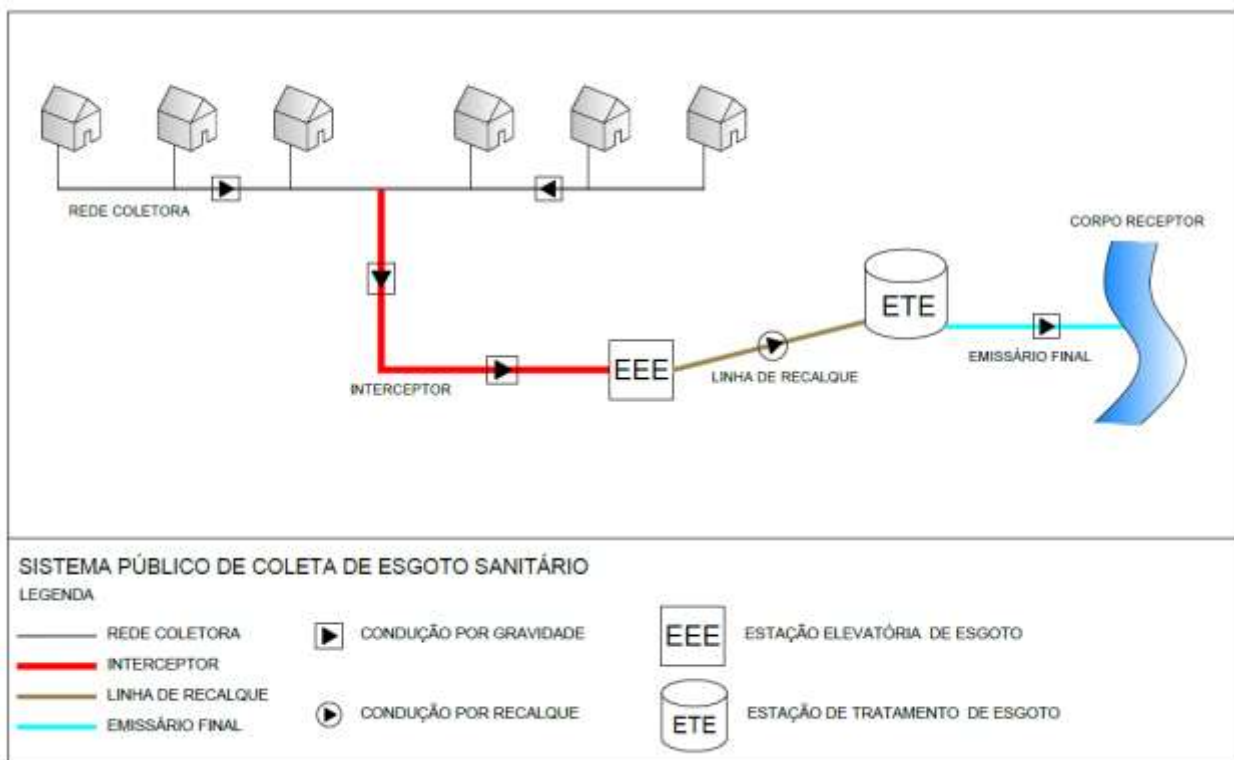 REDE COLETORA
CORPO RECEPTOR
ETE
EMISSÁRIO FINAL
EEE
LINHA DE RECALQUE
INTERCEPTOR
SISTEMA PÚBLICO DE COLETA DE ESGOTO SANITÁRIO
LEGENDA
REDE COLETORA
INTERCEPTOR
LINHA DE RECALQUE
EMISSÁRIO FINAL
CONDUÇÃO POR GRAVIDADE
CONDUÇÃO POR RECALQUE
EEE
ESTAÇÃO ELEVATÓRIA DE ESGOTO
ETE
ESTAÇÃO DE TRATAMENTO DE ESGOTO